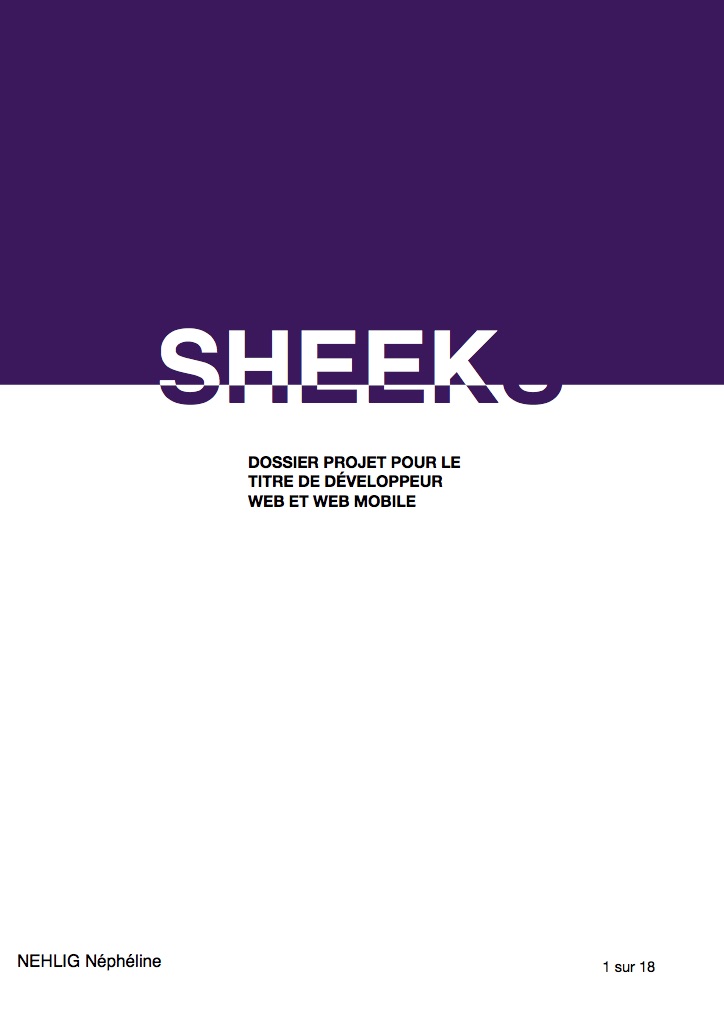 SHEEKS
DOSSIER PROJET POUR LE
TITRE DE DÉVELOPPEUR
WEB ET WEB MOBILE
NEHLIG Néphéline
1 sur 18